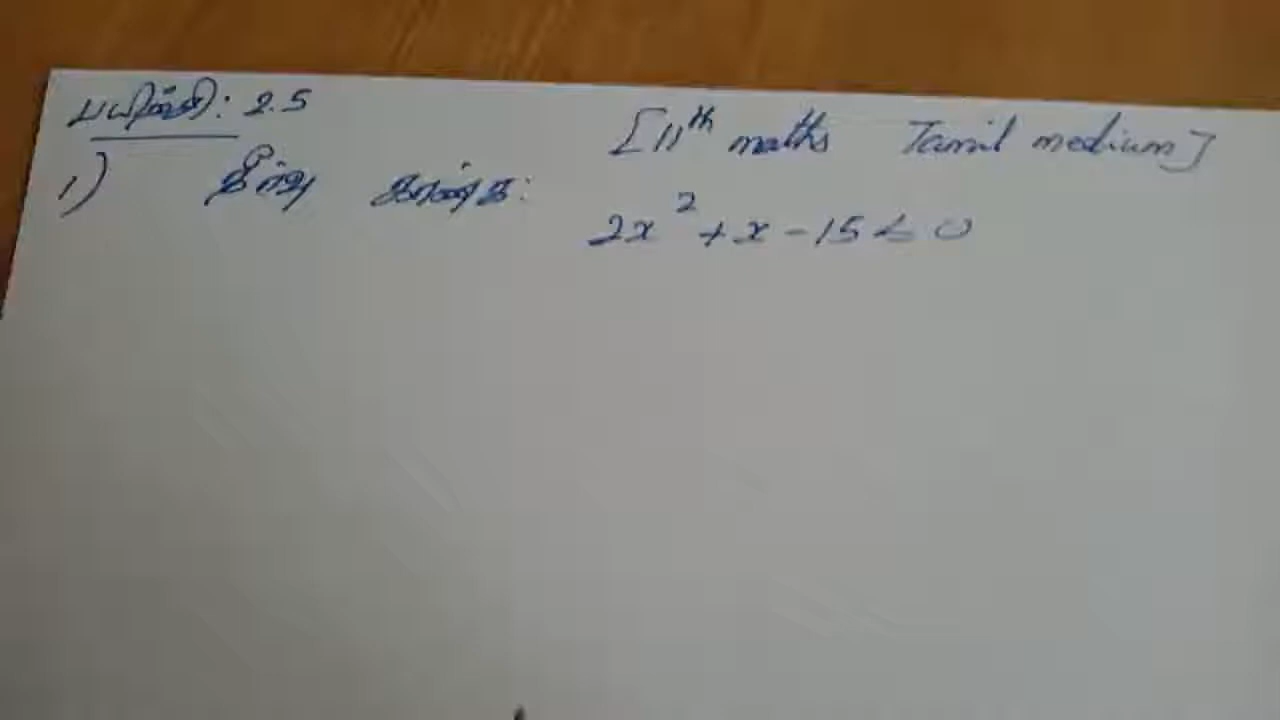 பயிற்சி: 2.5
[11th maths Tamil medium]
1) தீர்வு காண்க:
2x² + x - 15 ≤ 0